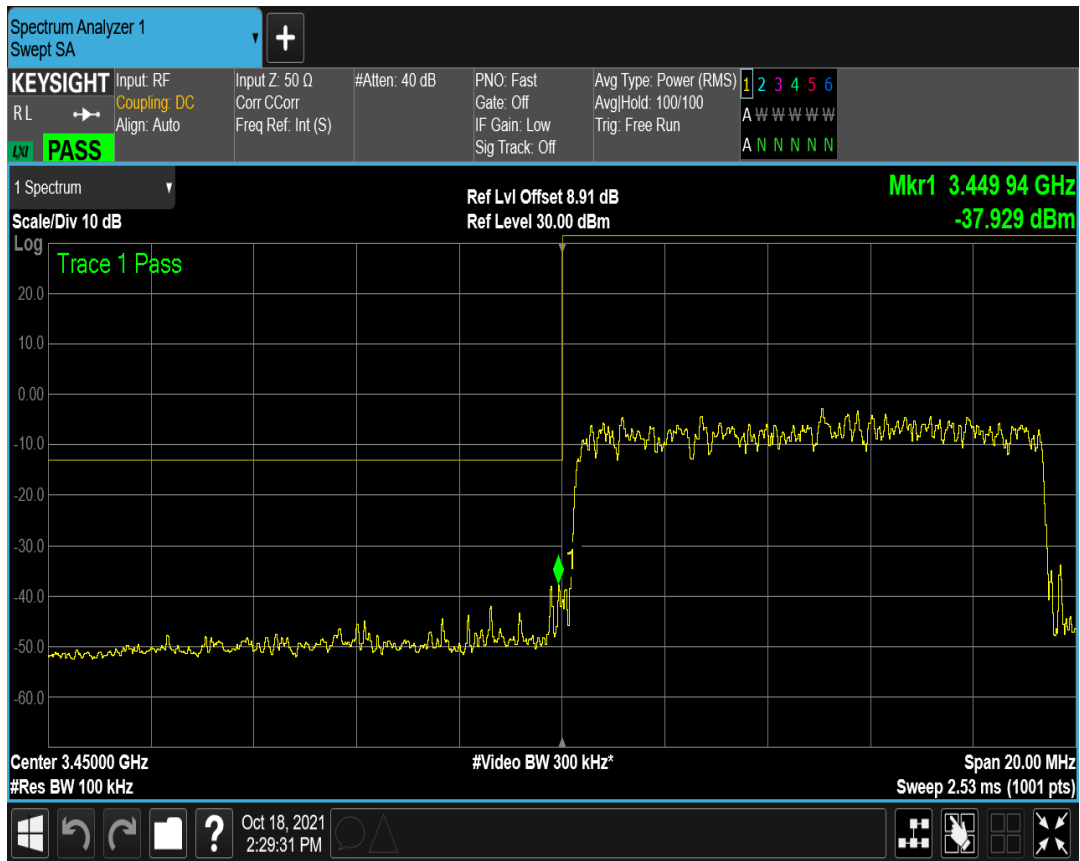 Spectrum Analyzer 1
Swept SA
+
KEYSIGHT
R L
LXI PASS
Input: RF
Coupling: DC
Align: Auto
Input Z: 50 Ω
Corr CCorr
Freq Ref: Int (S)
#Atten: 40 dB
PNO: Fast
Gate: Off
IF Gain: Low
Sig Track: Off
Avg Type: Power (RMS)
Avg|Hold: 100/100
Trig: Free Run
1 2 3 4 5 6
A W W W W W
A N N N N N
1 Spectrum
Scale/Div 10 dB
Ref Lvl Offset 8.91 dB
Ref Level 30.00 dBm
Mkr1 3.449 94 GHz
-37.929 dBm
Log
Trace 1 Pass
20.0
10.0
0.00
-10.0
-20.0
-30.0
1
-40.0
-50.0
-60.0
Center 3.45000 GHz
#Res BW 100 kHz
#Video BW 300 kHz*
Span 20.00 MHz
Sweep 2.53 ms (1001 pts)
?
Oct 18, 2021
2:29:31 PM